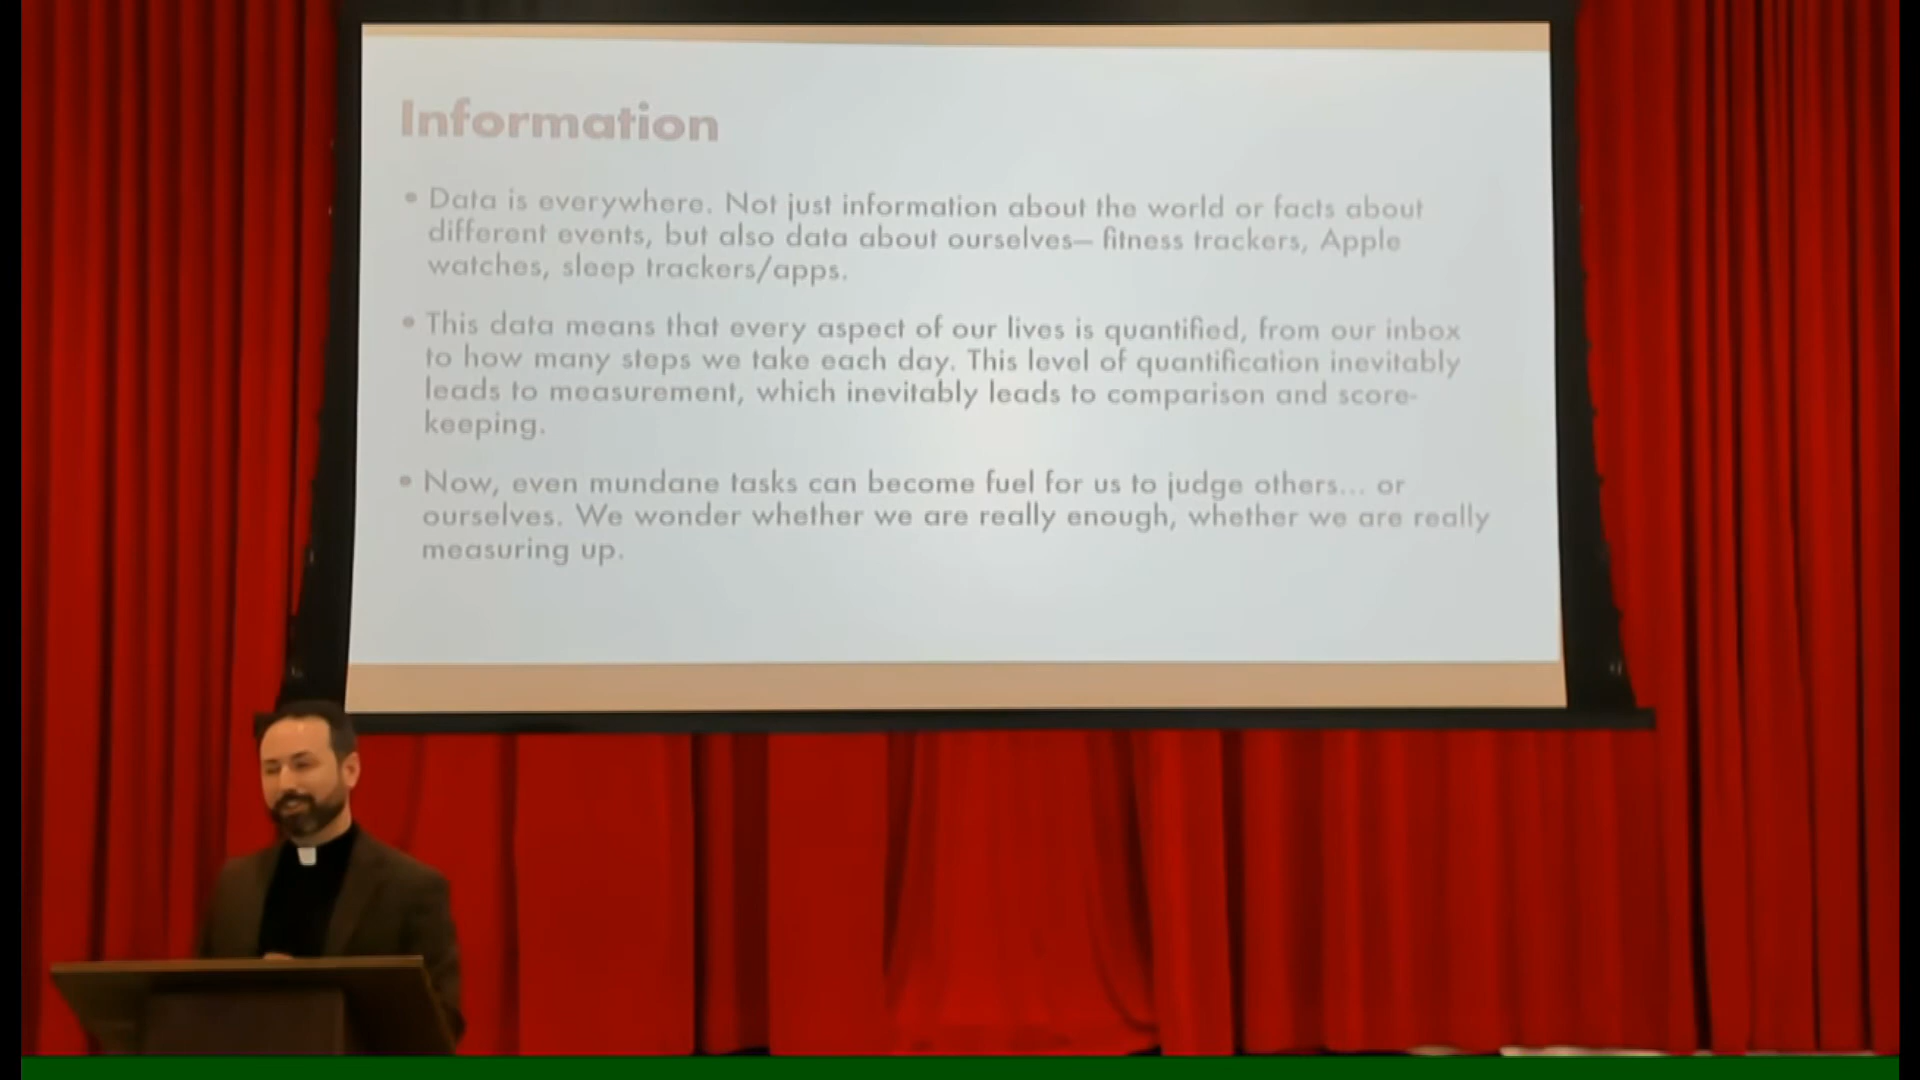 Information
• Data is everywhere. Not just information about the world or facts about
different events, but also data about ourselves— fitness trackers, Apple
watches, sleep trackers/apps.
• This data means that every aspect of our lives is quantified, from our inbox
to how many steps we take each day. This level of quantification inevitably
leads to measurement, which inevitably leads to comparison and score-
keeping.
• Now, even mundane tasks can become fuel for us to judge others... or
ourselves. We wonder whether we are really enough, whether we are really
measuring up.